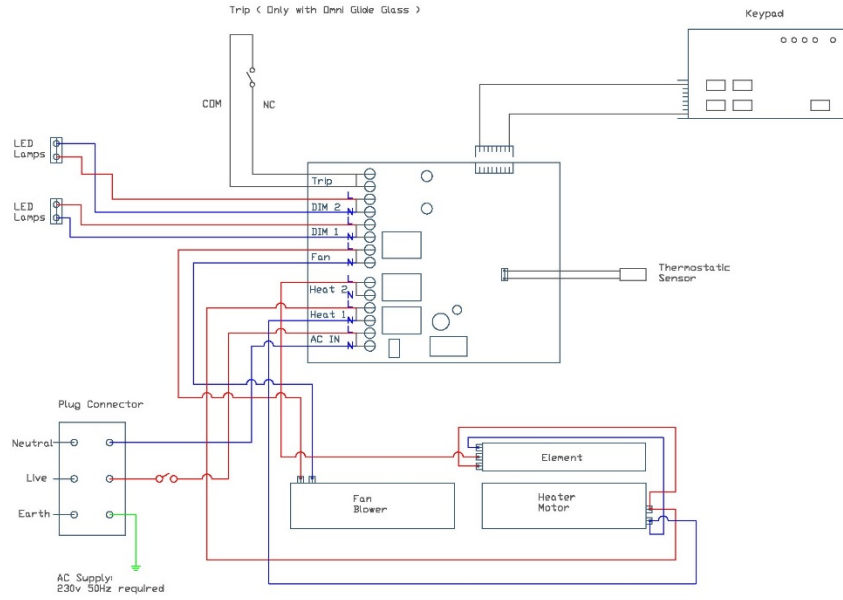 Trip ( Only with Omni Glide Glass )
Keypad
COM
NC
LED
Lamps
LED
Lamps
Trip
L
DIM 2
N
L
DIM 1
N
L
Fan
N
L
Heat 2
N
L
Heat 1
N
L
AC IN
N
Thermostatic
Sensor
Plug Connector
Neutral
Live
Earth
Element
Fan
Blower
Heater
Motor
AC Supply:
230v 50Hz required